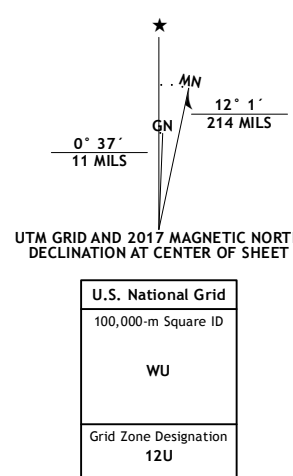 MN
GN
12° 1´
214 MILS
0° 37´
11 MILS
UTM GRID AND 2017 MAGNETIC NORT
DECLINATION AT CENTER OF SHEET
U.S. National Grid
100,000-m Square ID
WU
Grid Zone Designation
12U